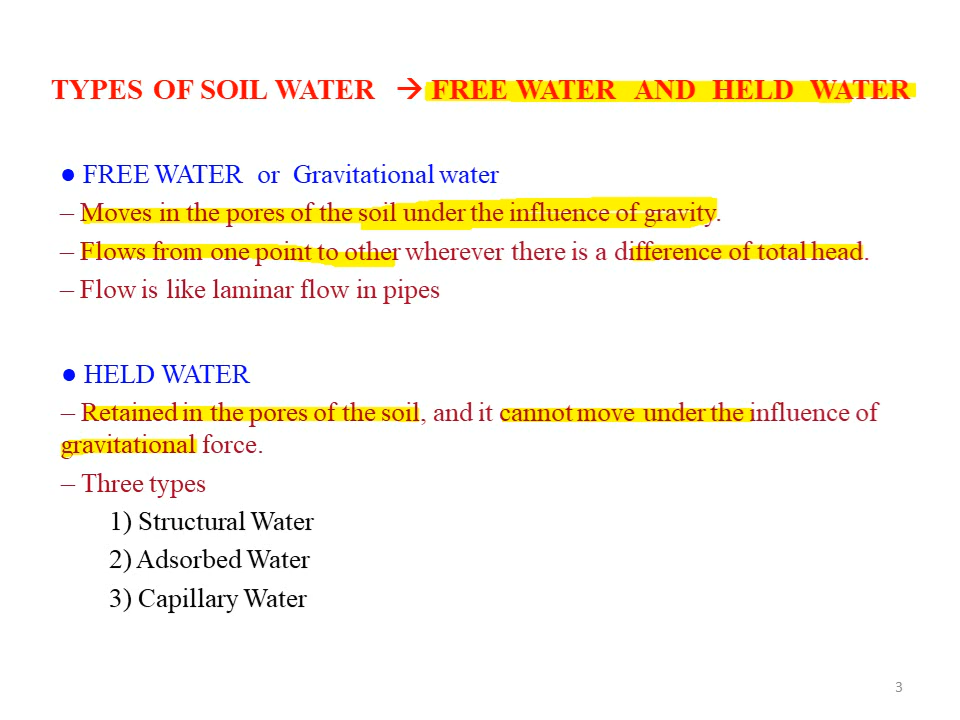 TYPES OF SOIL WATER → FREE WATER AND HELD WATER
● FREE WATER or Gravitational water
– Moves in the pores of the soil under the influence of gravity.
– Flows from one point to other wherever there is a difference of total head.
– Flow is like laminar flow in pipes
● HELD WATER
– Retained in the pores of the soil, and it cannot move under the influence of
gravitational force.
– Three types
1) Structural Water
2) Adsorbed Water
3) Capillary Water
3